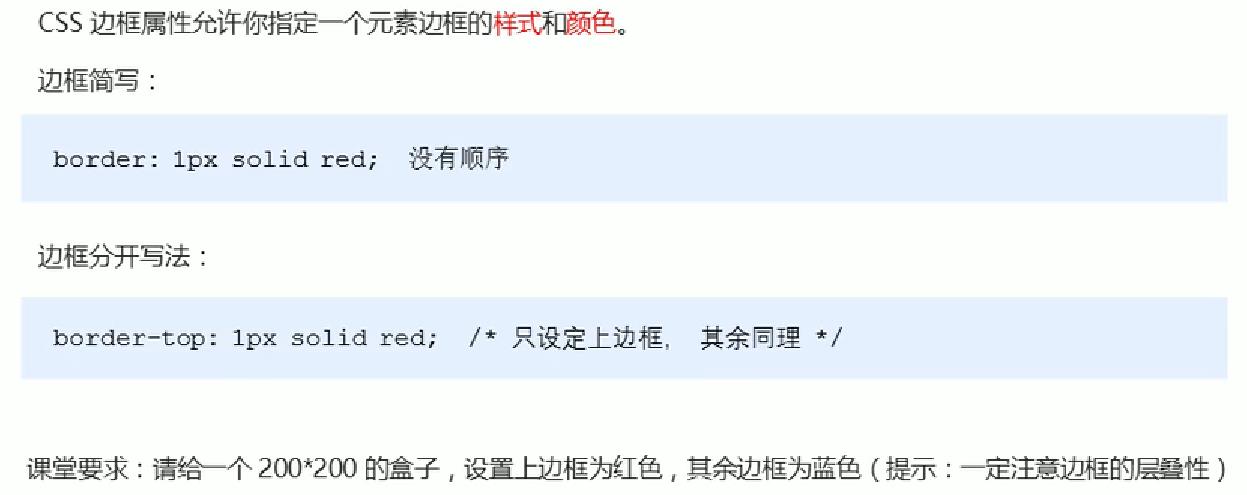 CSS 边框属性允许你指定一个元素边框的样式和颜色。
边框简写：
border: 1px solid red; 没有顺序
边框分开写法：
border-top: 1px solid red; /* 只设定上边框， 其余同理 */
课堂要求：请给一个 200*200 的盒子，设置上边框为红色，其余边框为蓝色（提示：一定注意边框的层叠性）